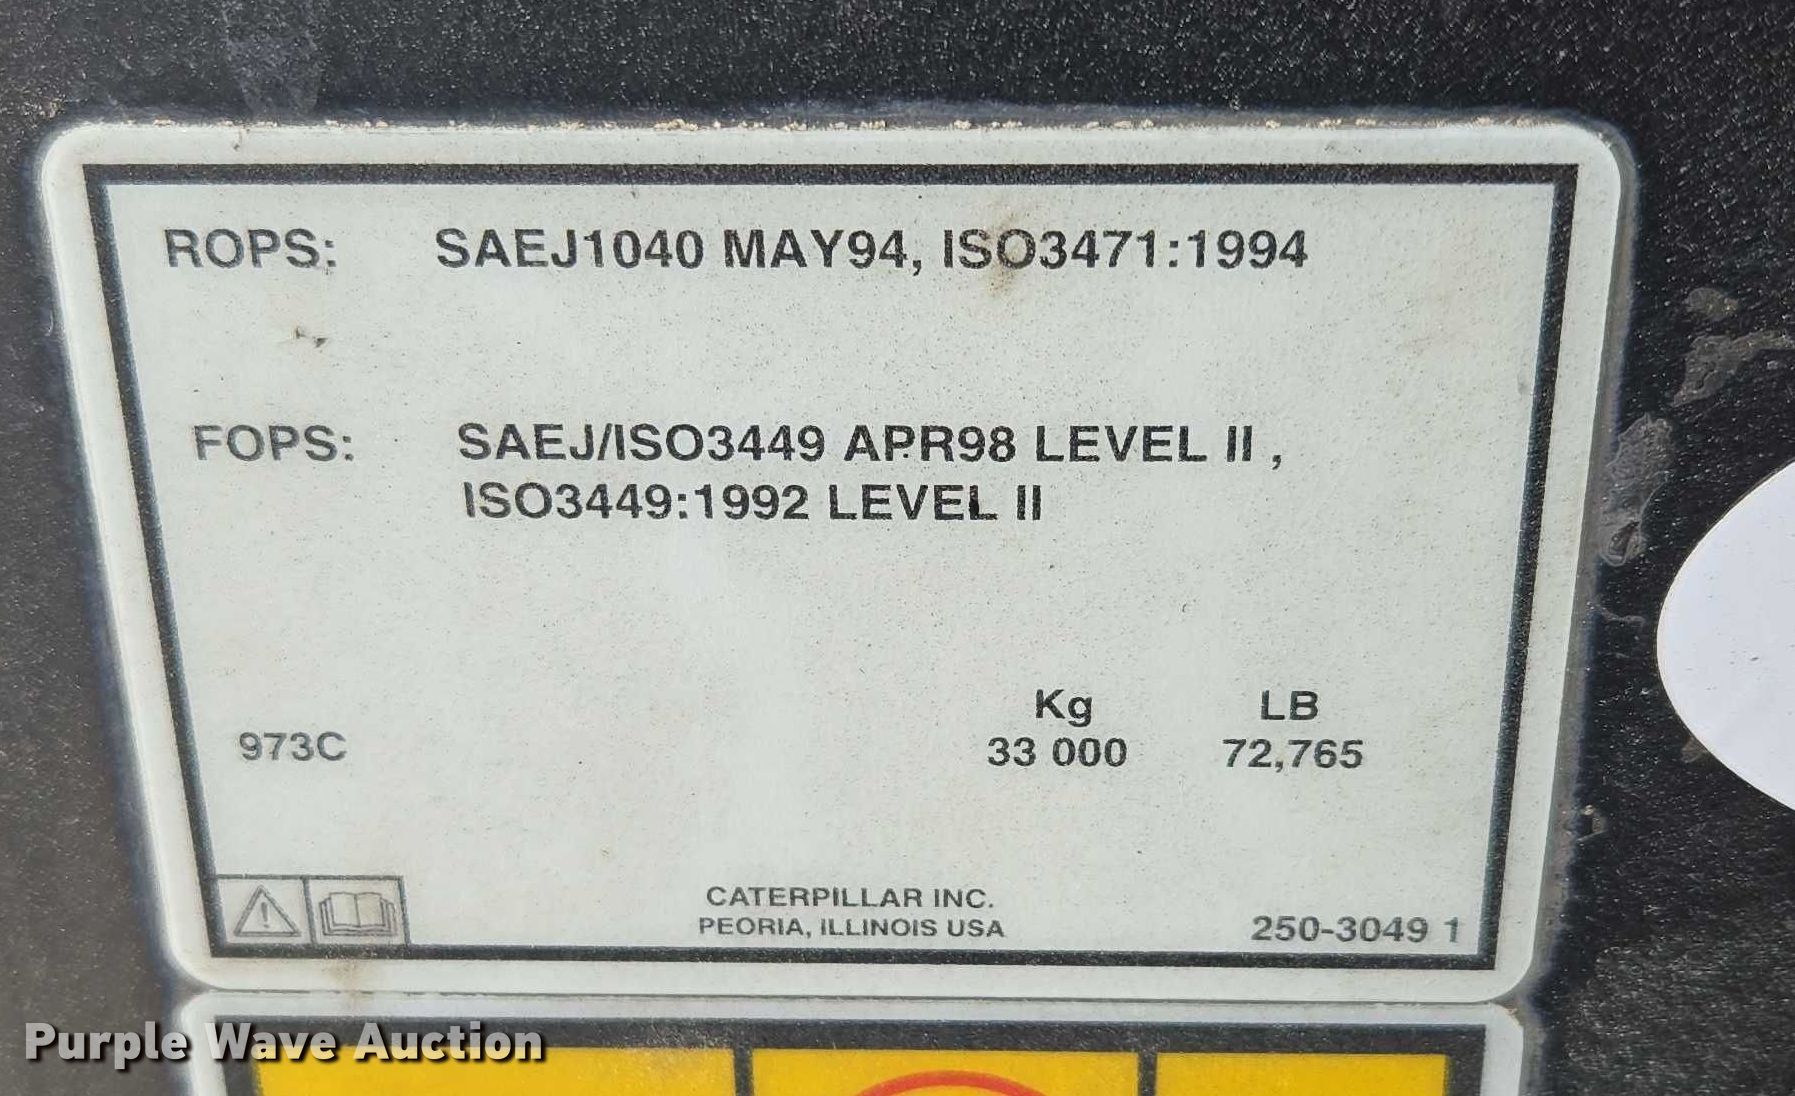 ROPS: SAEJ1040 MAY94, ISO3471:1994
FOPS: SAEJ/ISO3449 APR98 LEVEL II ,
ISO3449:1992 LEVEL II
Kg LB
973C 33 000 72,765
CATERPILLAR INC.
PEORIA, ILLINOIS USA
250-3049 1
Purple Wave Auction